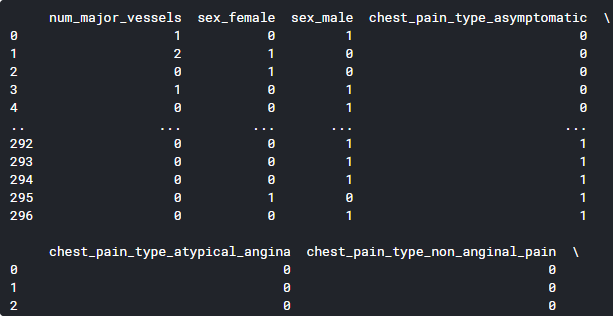 num_major_vessels sex_female sex_male chest_pain_type_asymptomatic \
0 1 0 1 0
1 2 1 0 0
2 0 1 0 0
3 1 0 1 0
4 0 0 1 0
.. ... ... ... ...
292 0 0 1 1
293 0 0 1 1
294 0 0 1 1
295 0 1 0 1
296 0 0 1 1
chest_pain_type_atypical_angina chest_pain_type_non_anginal_pain \
0 0 0
1 0 0
2 0 0